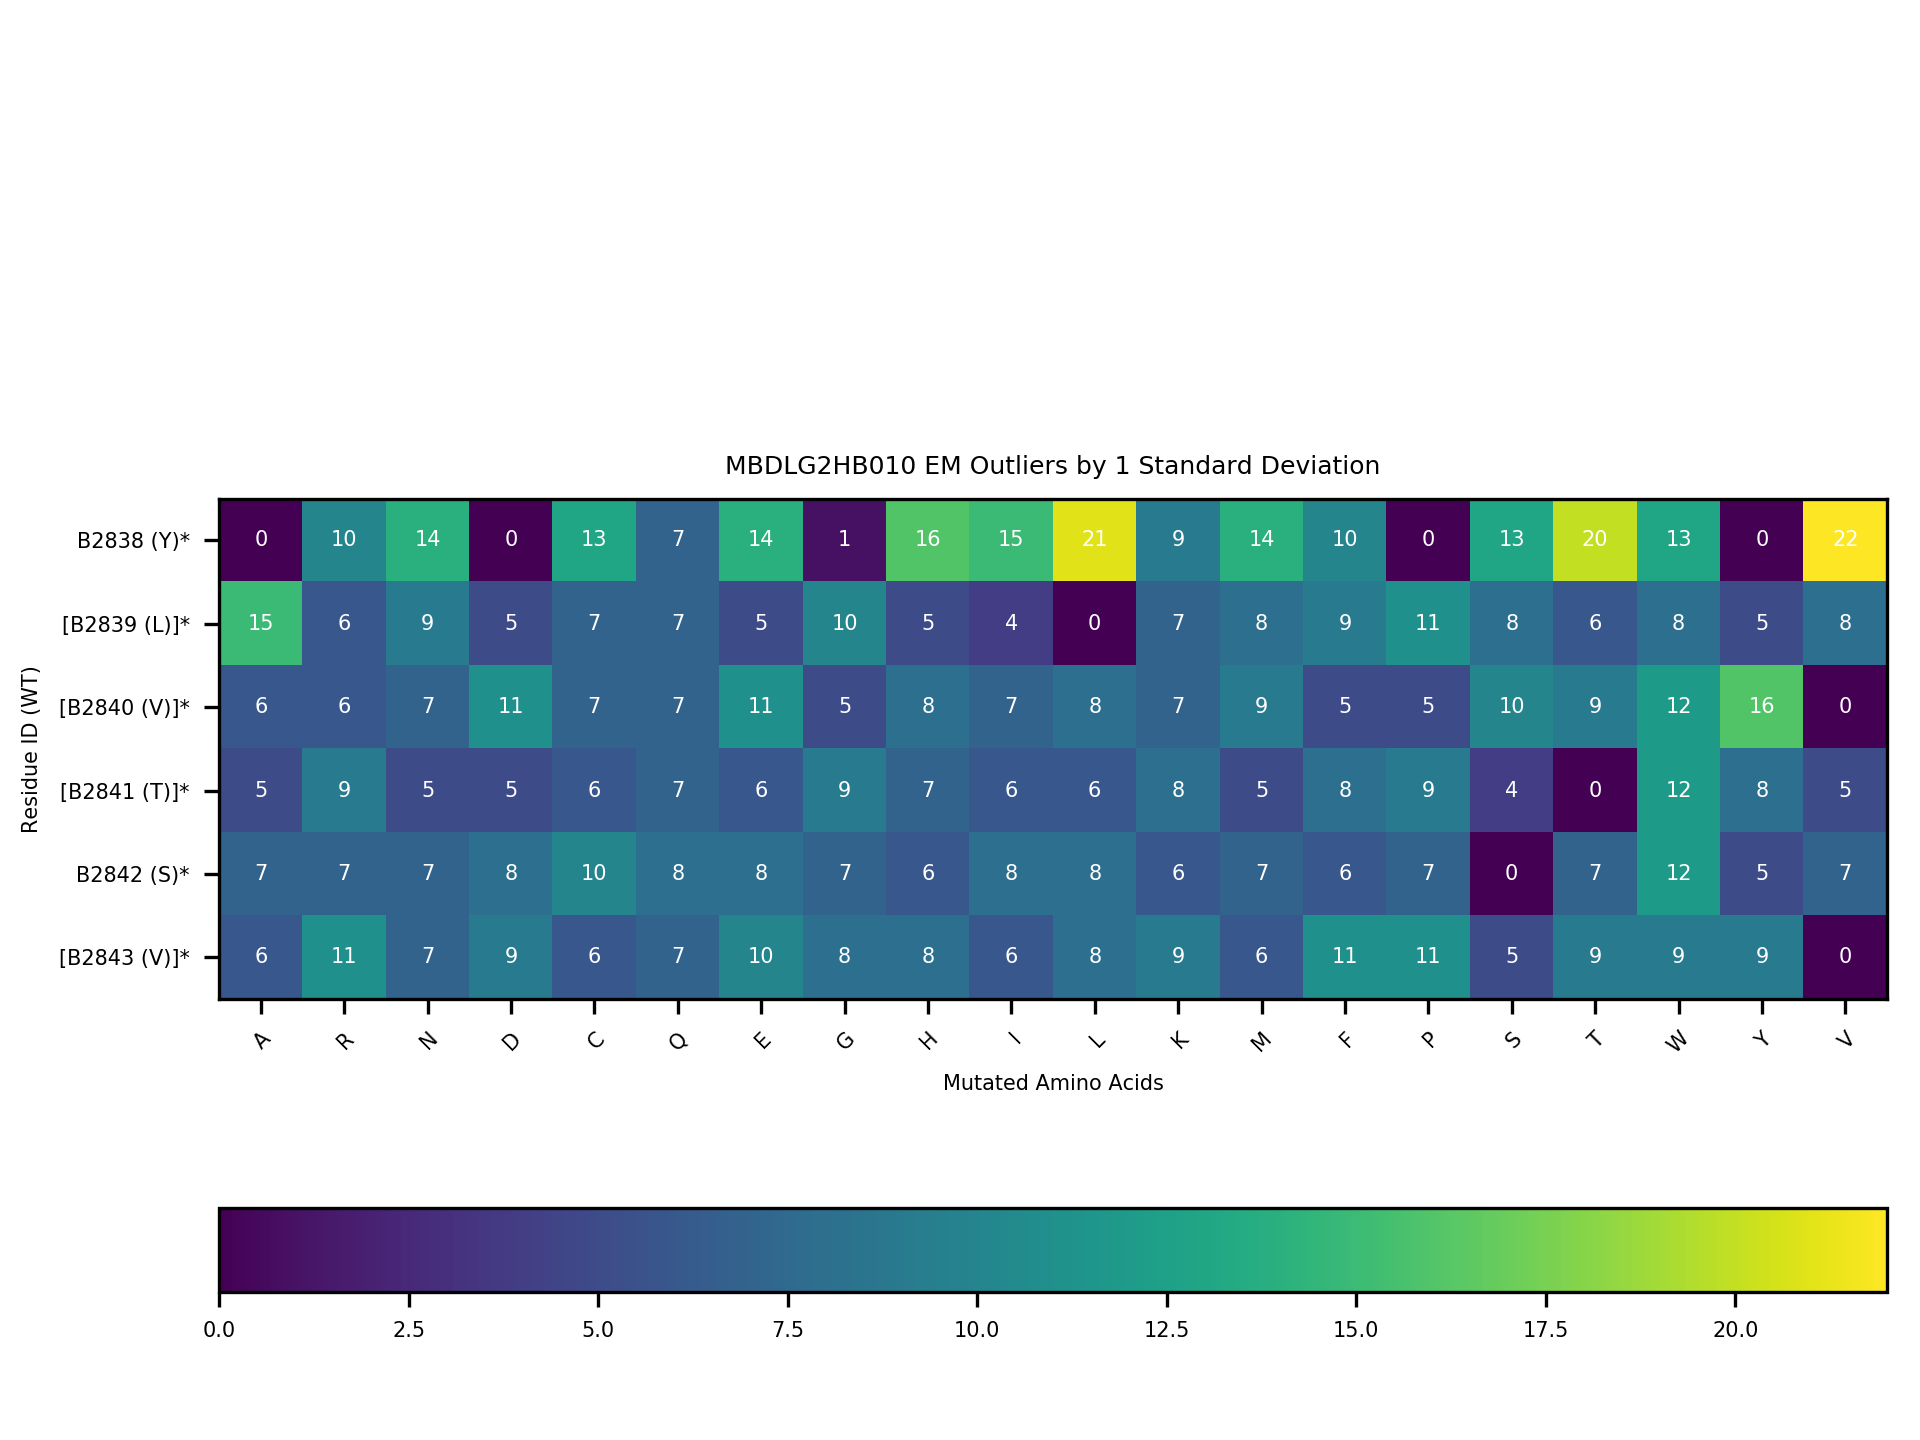 MBDLG2HB010 EM Outliers by 1 Standard Deviation
B2838 (Y)* 0 10 14 0 13 7 14 1 16 15 21 9 14 10 0 13 20 13 0 22
[B2839 (L)]* 15 6 9 5 7 7 5 10 5 4 0 7 8 9 11 8 6 8 5 8
[B2840 (V)]* 6 6 7 11 7 7 11 5 8 7 8 7 9 5 5 10 9 12 16 0
[B2841 (T)]* 5 9 5 5 6 7 6 9 7 6 6 8 5 8 9 4 0 12 8 5
B2842 (S)* 7 7 7 8 10 8 8 7 6 8 8 6 7 6 7 0 7 12 5 7
[B2843 (V)]* 6 11 7 9 6 7 10 8 8 6 8 9 6 11 11 5 9 9 9 0
Residue ID (WT)
A R N D C Q E G H I L K M F P S T W Y V
Mutated Amino Acids
0.0 2.5 5.0 7.5 10.0 12.5 15.0 17.5 20.0